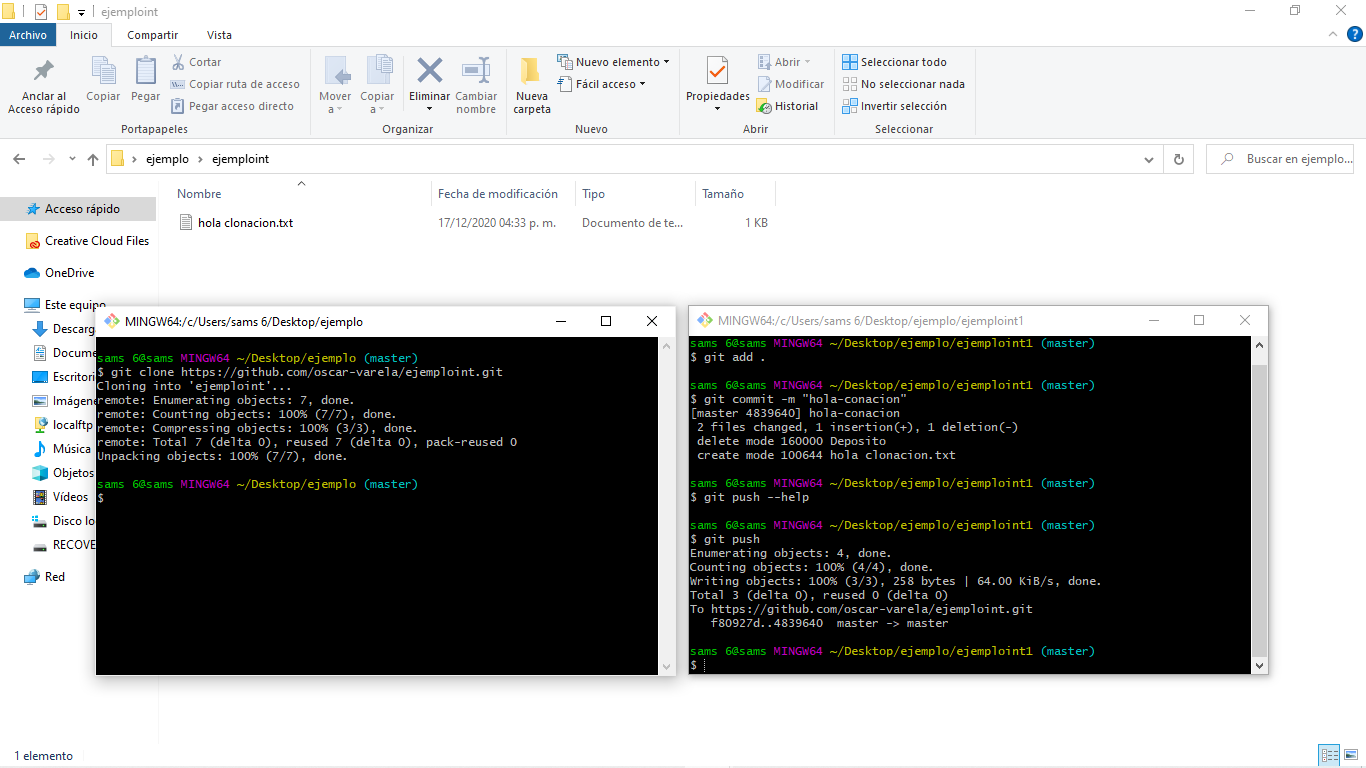 ejemploint
Archivo Inicio Compartir Vista
Anclar al Acceso rápido
Copiar
Pegar
Cortar
Copiar ruta de acceso
Pegar acceso directo
Portapapeles
Mover a
Copiar a
Eliminar
Cambiar nombre
Organizar
Nueva carpeta
Nuevo elemento
Fácil acceso
Nuevo
Propiedades
Abrir
Modificar
Historial
Abrir
Seleccionar todo
No seleccionar nada
Invertir selección
Seleccionar
ejemplo › ejemploint
Buscar en ejemplo...
Nombre Fecha de modificación Tipo Tamaño
hola clonacion.txt 17/12/2020 04:33 p. m. Documento de te... 1 KB
Acceso rápido
Creative Cloud Files
OneDrive
Este equipo
Descarg
Docume
Escritori
Imágene
localftp
Música
Objetos
Vídeos
Disco lo
RECOVE
Red
1 elemento
MINGW64:/c/Users/sams 6/Desktop/ejemplo
sams 6@sams MINGW64 ~/Desktop/ejemplo (master)
$ git clone https://github.com/oscar-varela/ejemploint.git
Cloning into 'ejemploint'...
remote: Enumerating objects: 7, done.
remote: Counting objects: 100% (7/7), done.
remote: Compressing objects: 100% (3/3), done.
remote: Total 7 (delta 0), reused 7 (delta 0), pack-reused 0
Unpacking objects: 100% (7/7), done.
sams 6@sams MINGW64 ~/Desktop/ejemplo (master)
$
MINGW64:/c/Users/sams 6/Desktop/ejemplo/ejemploint1
sams 6@sams MINGW64 ~/Desktop/ejemplo/ejemploint1 (master)
$ git add .
sams 6@sams MINGW64 ~/Desktop/ejemplo/ejemploint1 (master)
$ git commit -m "hola-conacion"
[master 4839640] hola-conacion
2 files changed, 1 insertion(+), 1 deletion(-)
delete mode 160000 Deposito
create mode 100644 hola clonacion.txt
sams 6@sams MINGW64 ~/Desktop/ejemplo/ejemploint1 (master)
$ git push --help
sams 6@sams MINGW64 ~/Desktop/ejemplo/ejemploint1 (master)
$ git push
Enumerating objects: 4, done.
Counting objects: 100% (4/4), done.
Writing objects: 100% (3/3), 258 bytes | 64.00 KiB/s, done.
Total 3 (delta 0), reused 0 (delta 0)
To https://github.com/oscar-varela/ejemploint.git
f80927d..4839640 master -> master
sams 6@sams MINGW64 ~/Desktop/ejemplo/ejemploint1 (master)
$